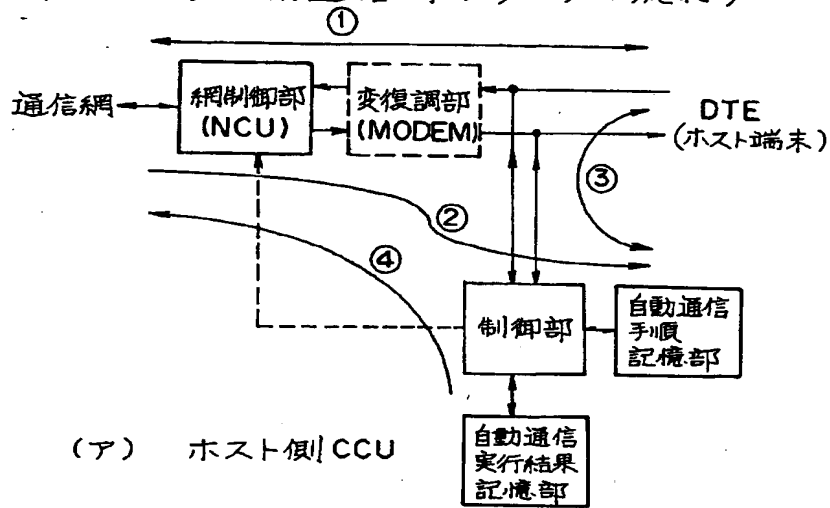 ①
通信網
網制御部
(NCU)
変復調部
(MODEM)
DTE
(ホスト端末)
③
②
④
制御部
自動通信
手順
記憶部
自動通信
実行結果
記憶部
(ア) ホスト側CCU